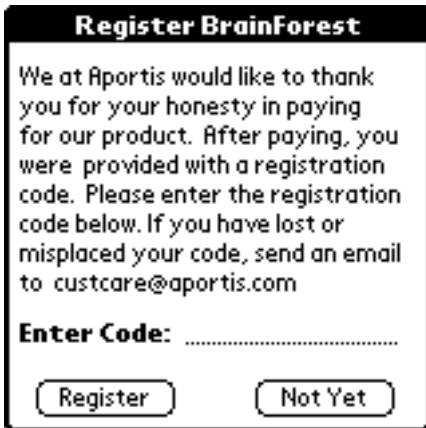 Register BrainForest
We at Aportis would like to thank
you for your honesty in paying
for our product. After paying, you
were provided with a registration
code. Please enter the registration
code below. If you have lost or
misplaced your code, send an email
to custcare@aportis.com
Enter Code:
Register Not Yet